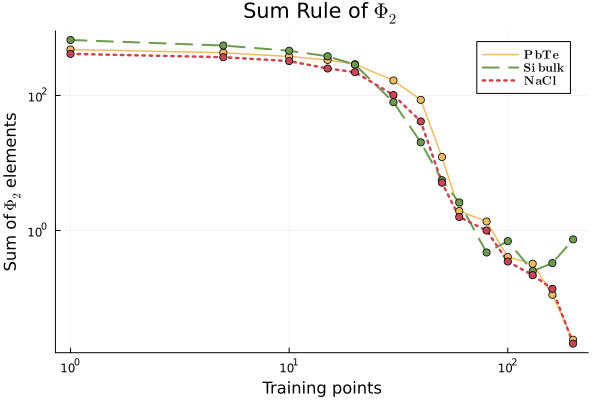 Sum Rule of Φ₂
PbTe
Si bulk
NaCl
Sum of Φ₂ elements
10²
10⁰
10⁰
10¹
10²
Training points